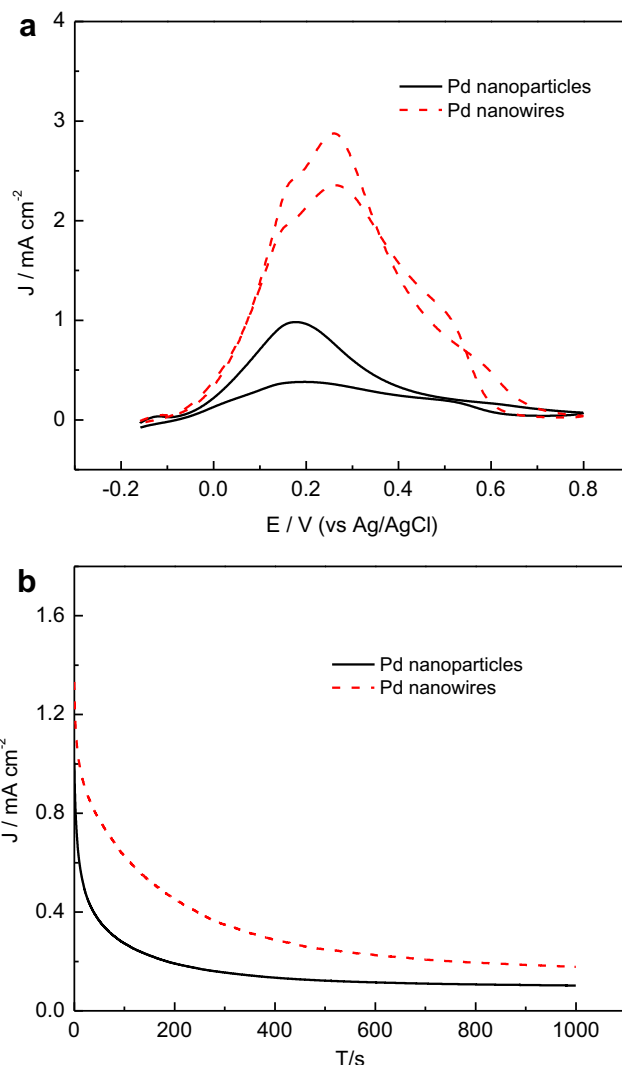 a
Pd nanoparticles
Pd nanowires
4
3
2
1
0
J / mA cm⁻²
-0.2 0.0 0.2 0.4 0.6 0.8
E / V (vs Ag/AgCl)
b
Pd nanoparticles
Pd nanowires
1.6
1.2
0.8
0.4
0.0
J / mA cm⁻²
0 200 400 600 800 1000
T/s